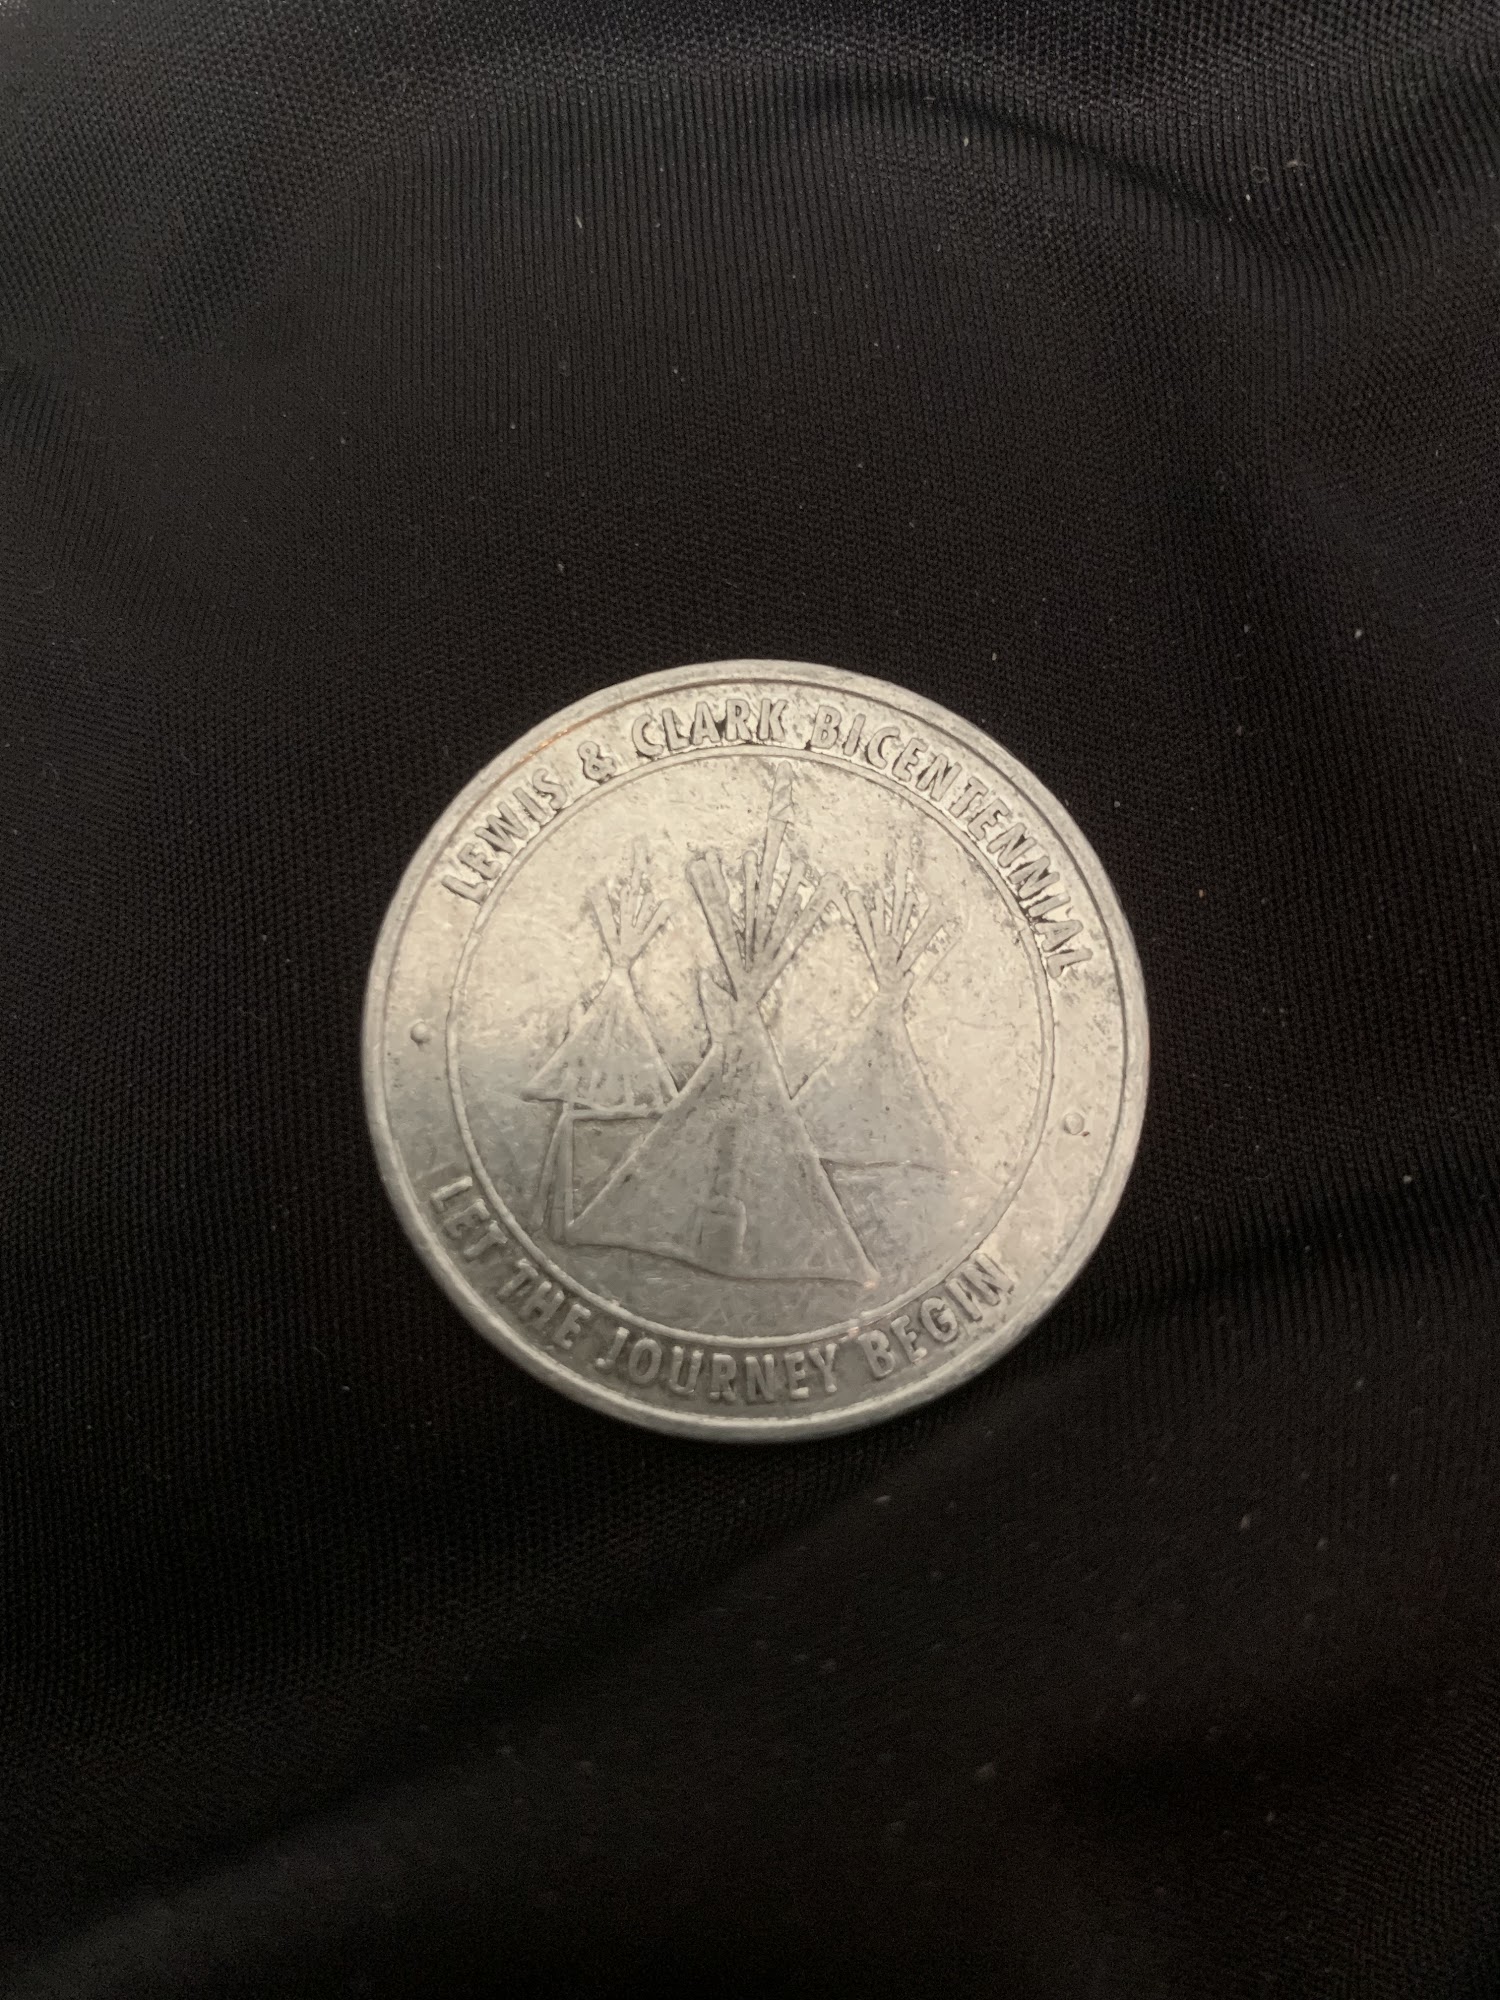 LEWIS & CLARK BICENTENNIAL
LET THE JOURNEY BEGIN